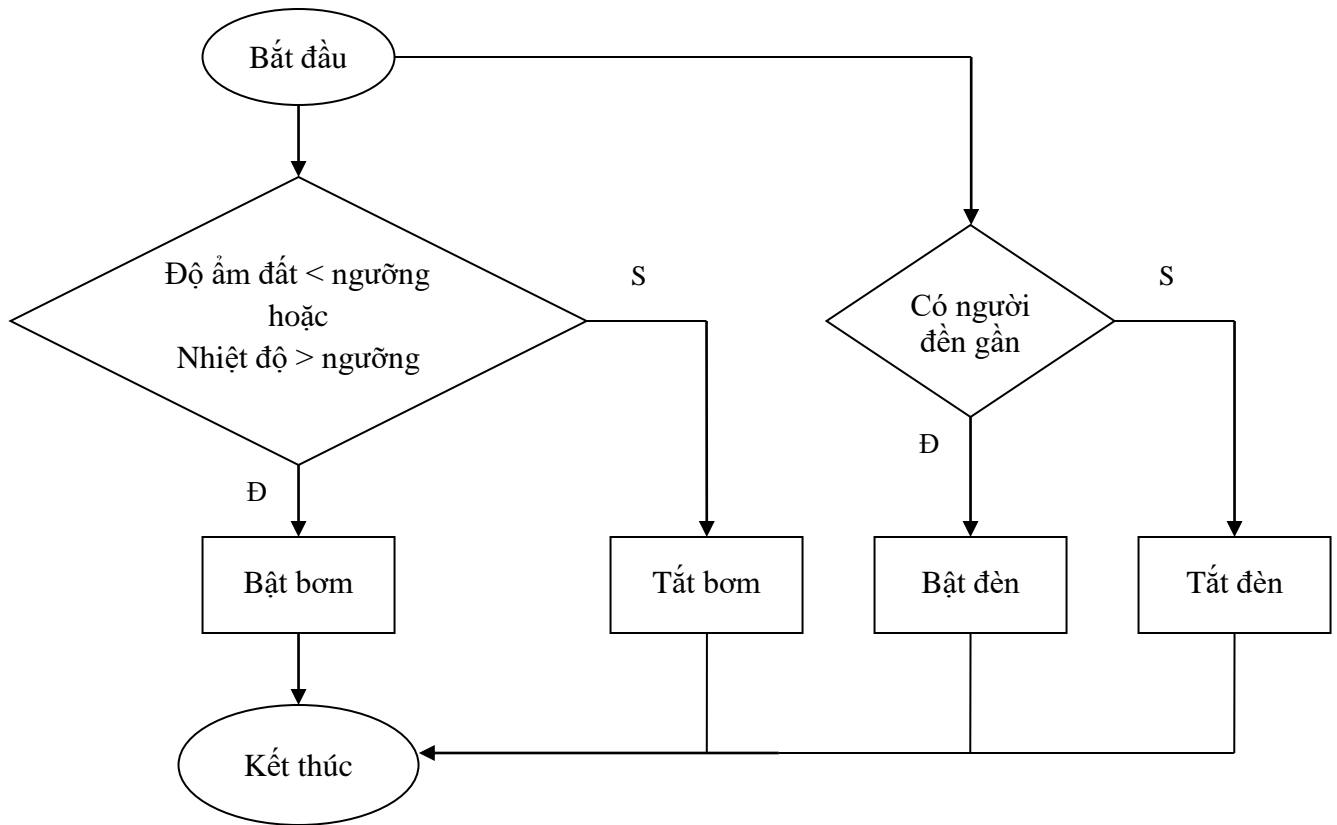 Bắt đầu
Độ ẩm đất < ngưỡng
hoặc
Nhiệt độ > ngưỡng
S
Đ
Có người
đền gần
S
Đ
Bật bơm
Tắt bơm
Bật đèn
Tắt đèn
Kết thúc